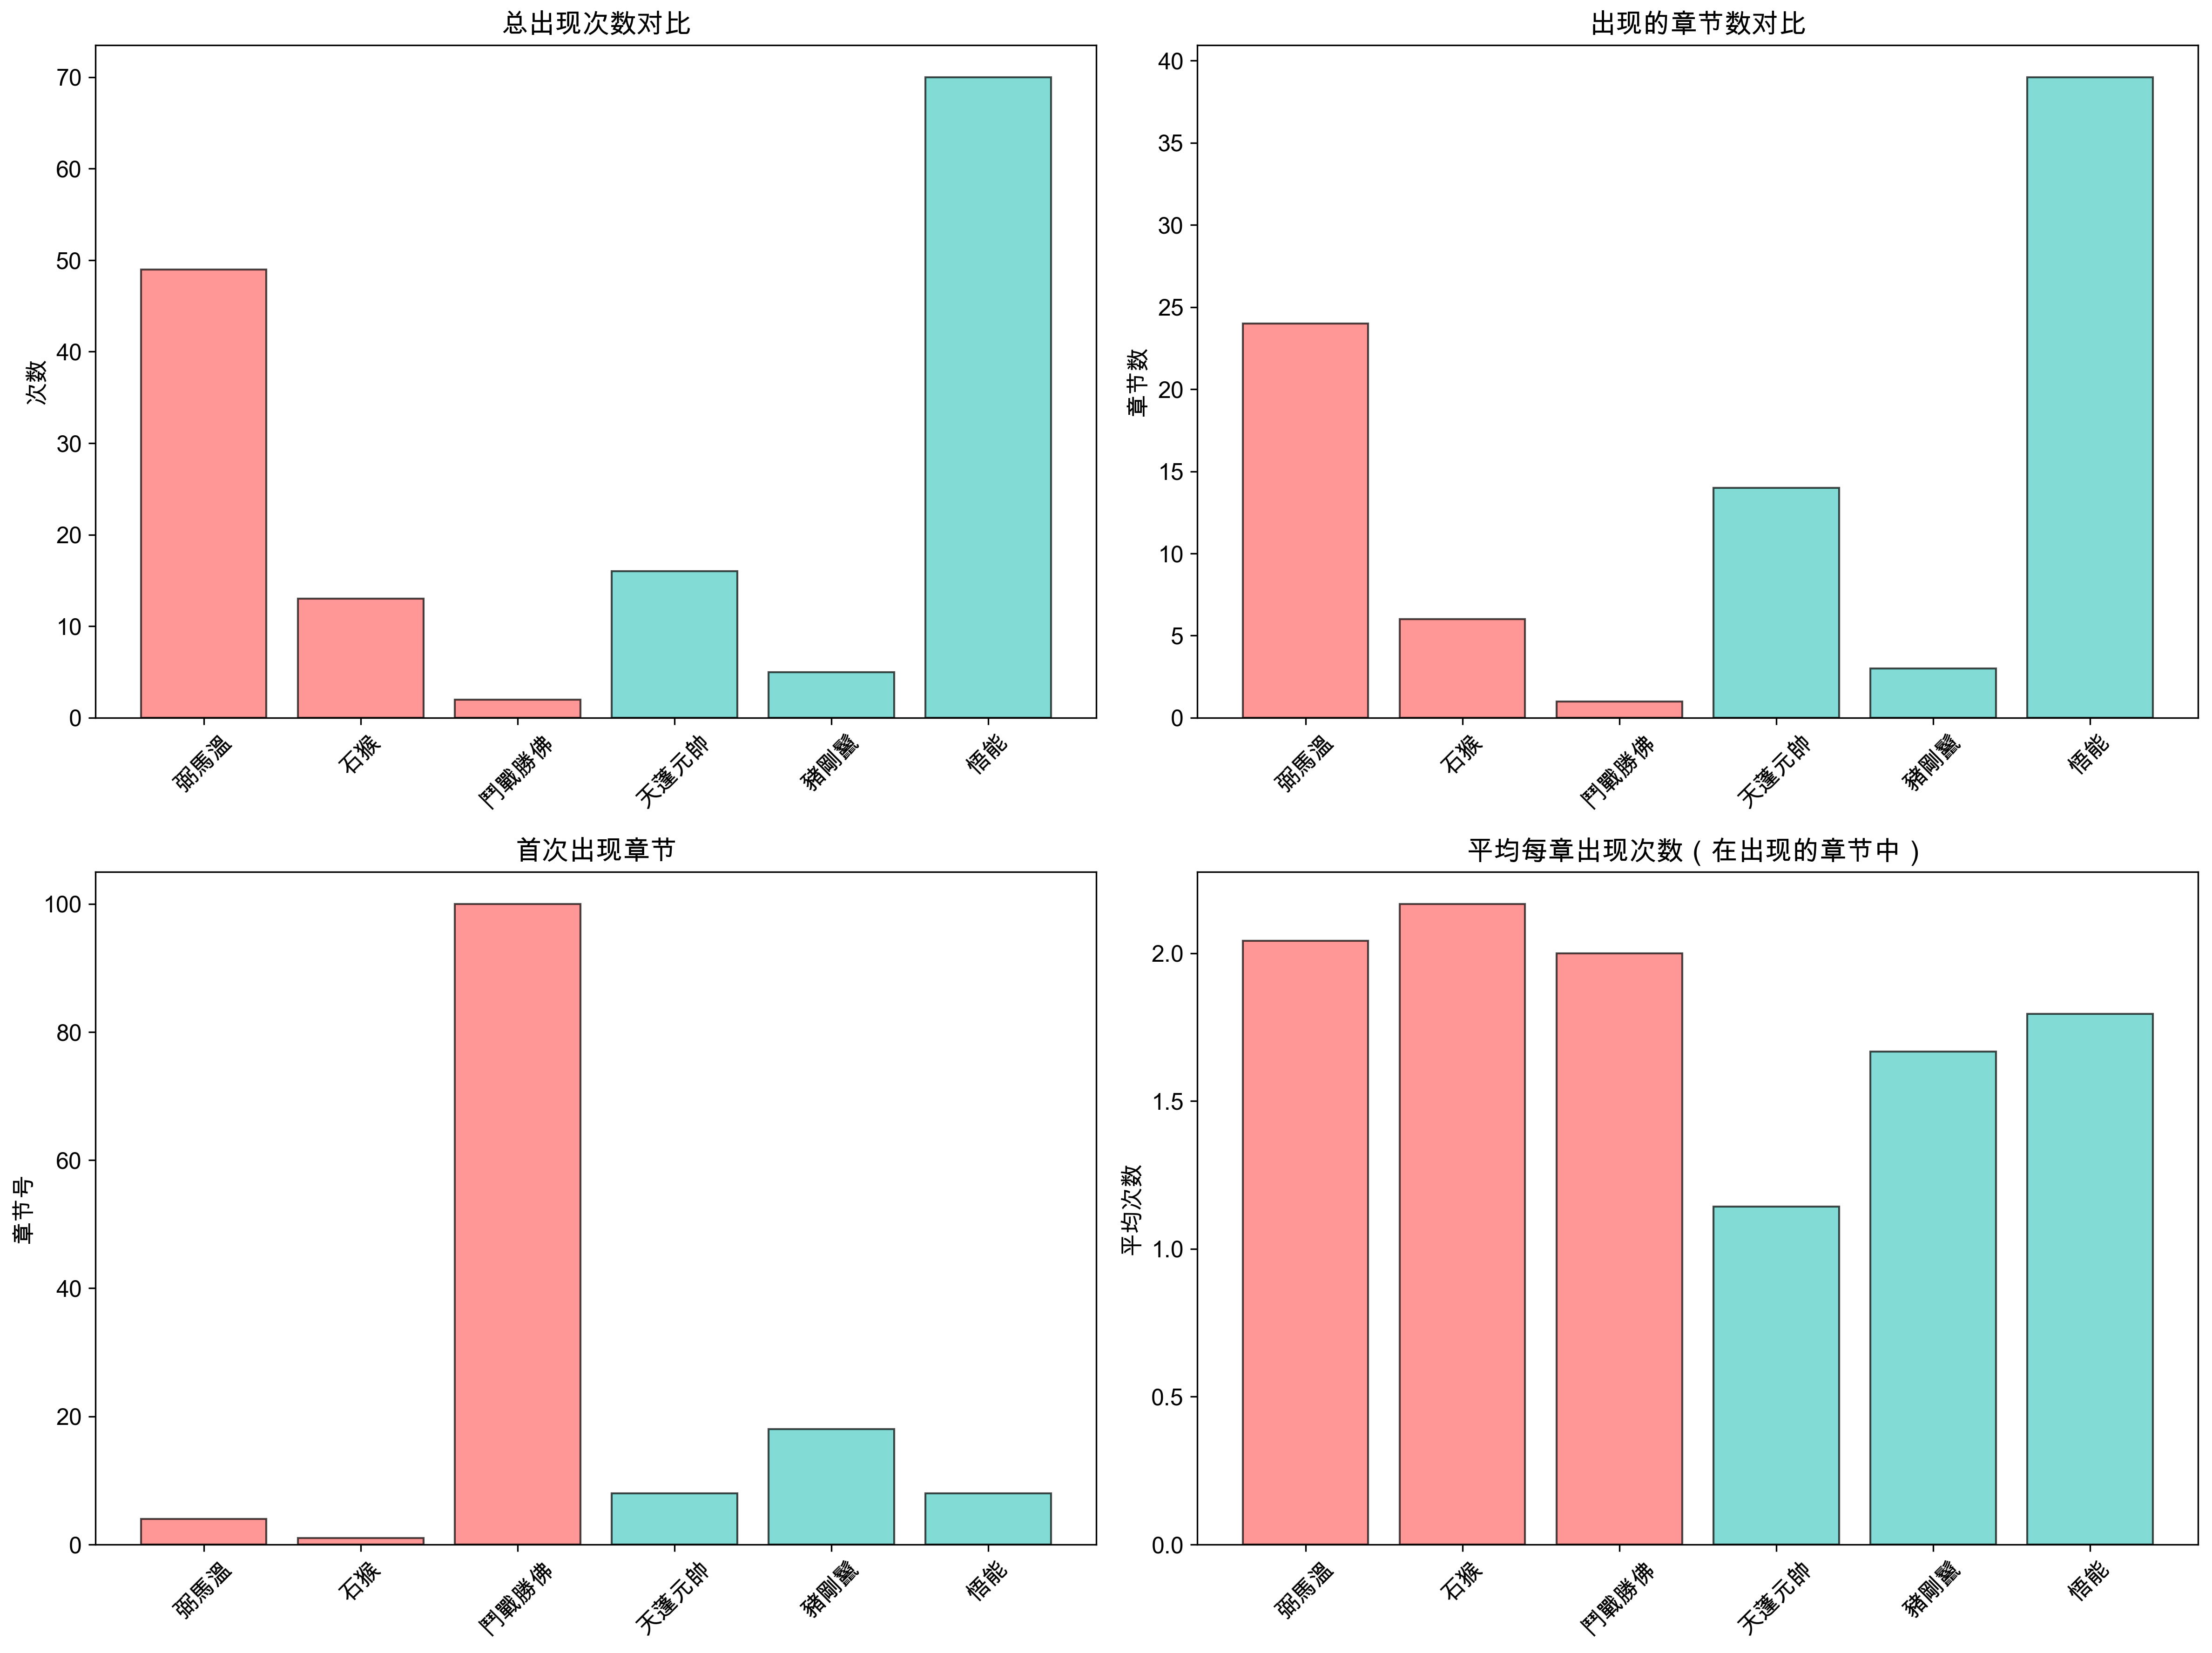 总出现次数对比
次数
70
60
50
40
30
20
10
0
弼馬溫
石猴
鬥戰勝佛
天蓬元帥
豬剛鬣
悟能
出现的章节数对比
章节数
40
35
30
25
20
15
10
5
0
弼馬溫
石猴
鬥戰勝佛
天蓬元帥
豬剛鬣
悟能
首次出现章节
章节号
100
80
60
40
20
0
弼馬溫
石猴
鬥戰勝佛
天蓬元帥
豬剛鬣
悟能
平均每章出现次数（在出现的章节中）
平均次数
2.0
1.5
1.0
0.5
0.0
弼馬溫
石猴
鬥戰勝佛
天蓬元帥
豬剛鬣
悟能